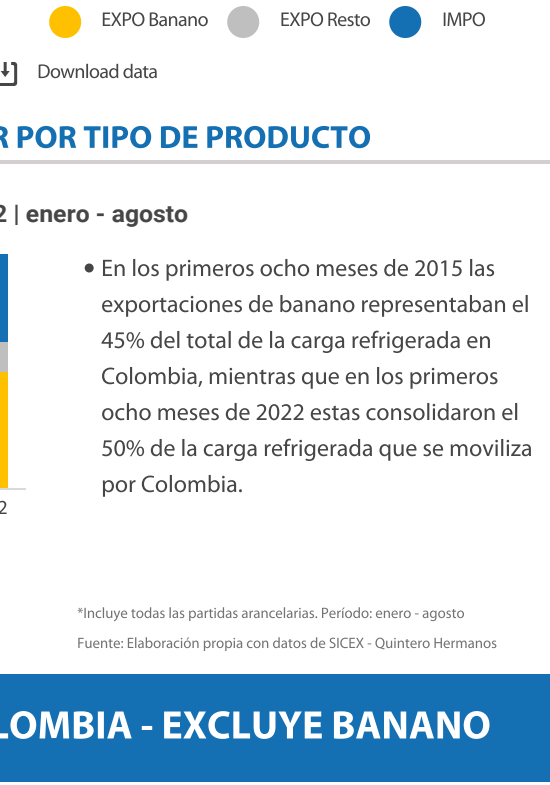 EXPO Banano EXPO Resto IMPO
Download data
R POR TIPO DE PRODUCTO
2 | enero - agosto
• En los primeros ocho meses de 2015 las
exportaciones de banano representaban el
45% del total de la carga refrigerada en
Colombia, mientras que en los primeros
ocho meses de 2022 estas consolidaron el
50% de la carga refrigerada que se moviliza
por Colombia.
2
*Incluye todas las partidas arancelarias. Período: enero - agosto
Fuente: Elaboración propia con datos de SICEX - Quintero Hermanos
LOMBIA - EXCLUYE BANANO